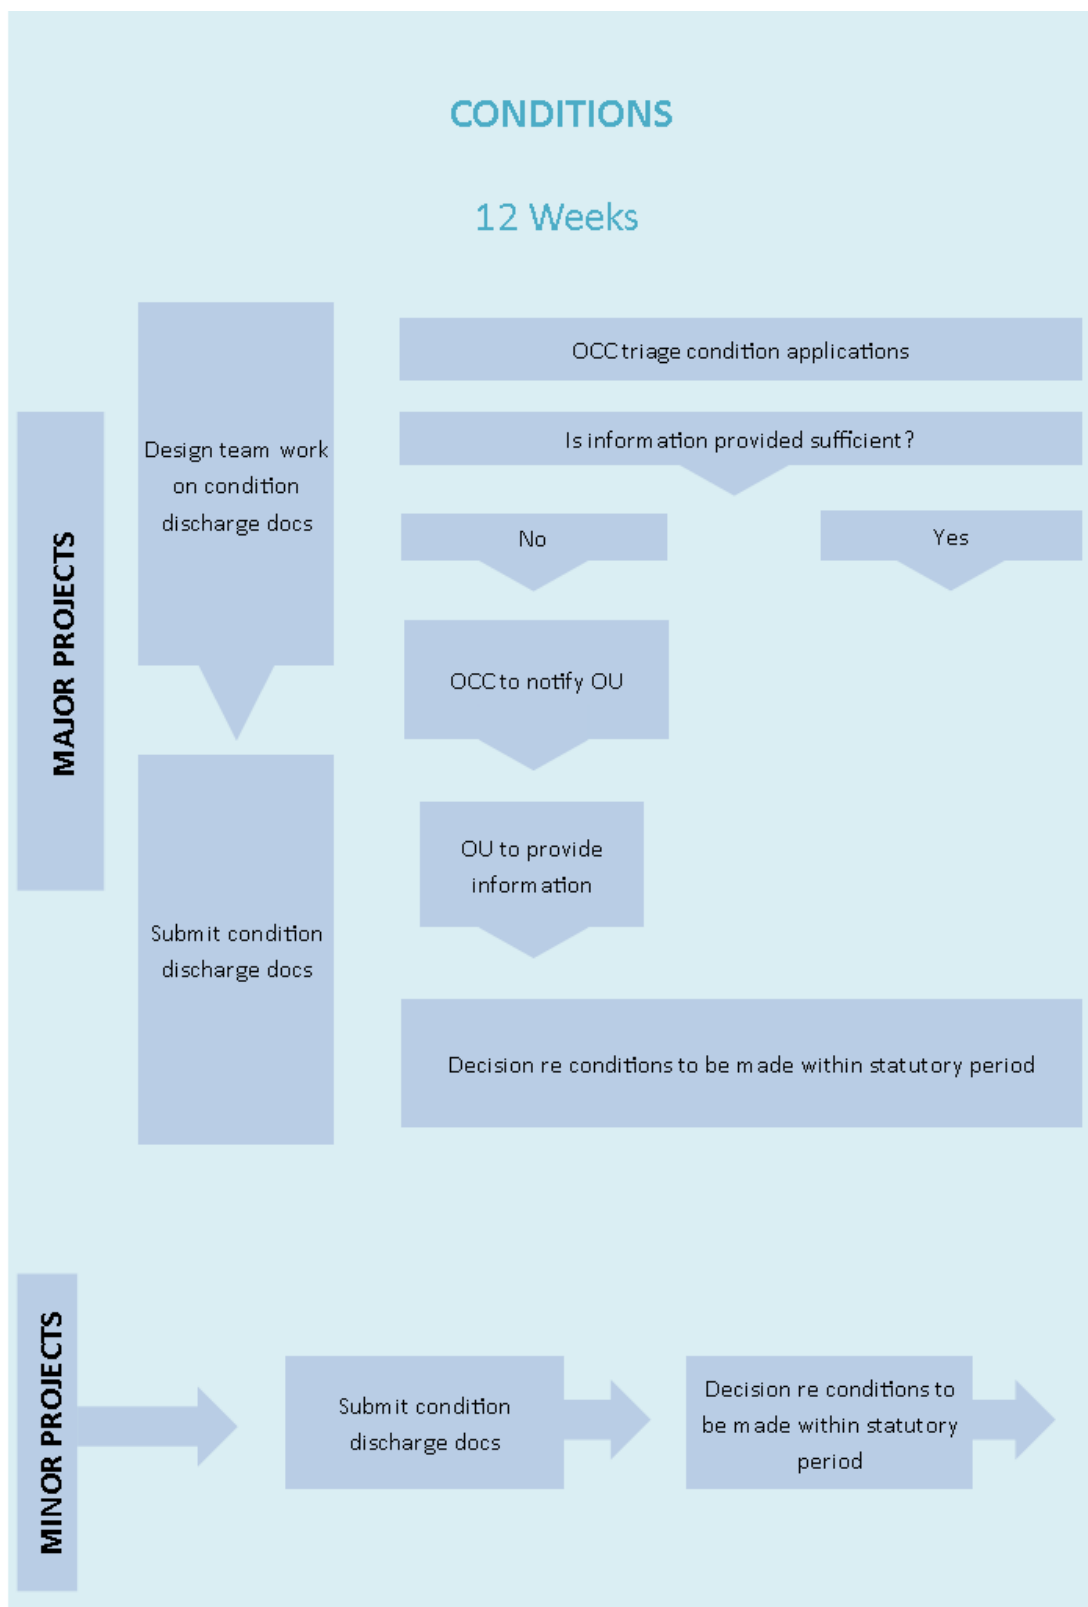 CONDITIONS
12 Weeks
MAJOR PROJECTS
Design team work
on condition
discharge docs
Submit condition
discharge docs
OCC triage condition applications
Is information provided sufficient?
No
Yes
OCC to notify OU
OU to provide
information
Decision re conditions to be made within statutory period
MINOR PROJECTS
Submit condition
discharge docs
Decision re conditions to
be made within statutory
period